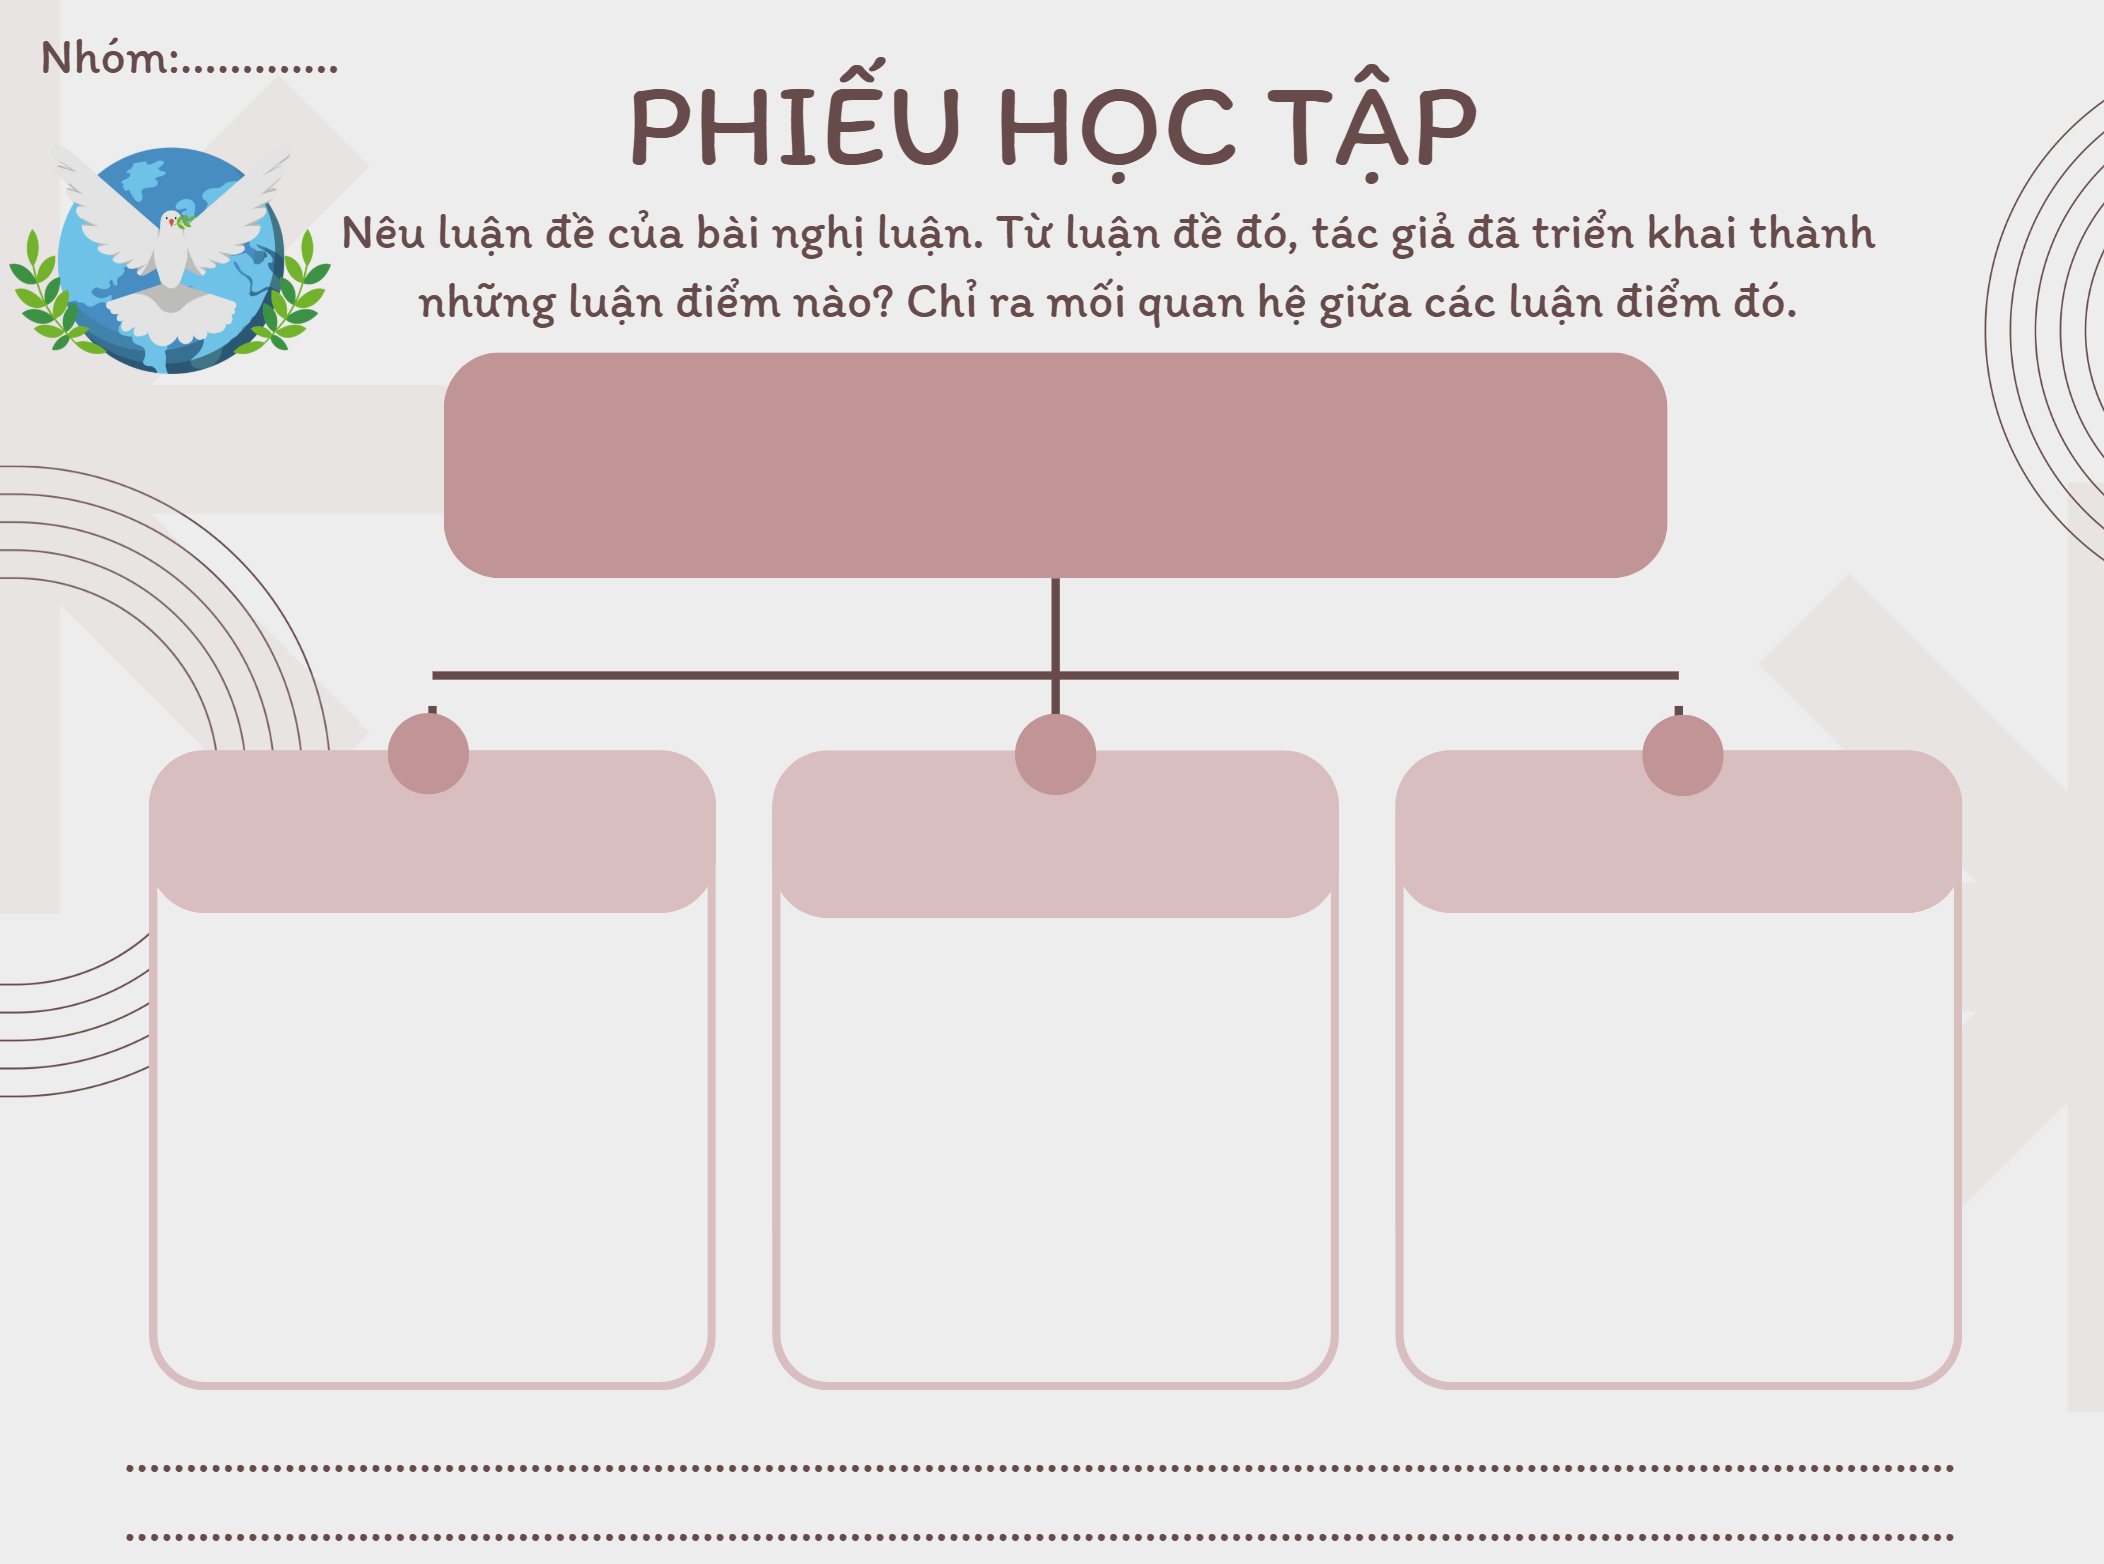 Nhóm:.............
PHIẾU HỌC TẬP
Nêu luận đề của bài nghị luận. Từ luận đề đó, tác giả đã triển khai thành
những luận điểm nào? Chỉ ra mối quan hệ giữa các luận điểm đó.